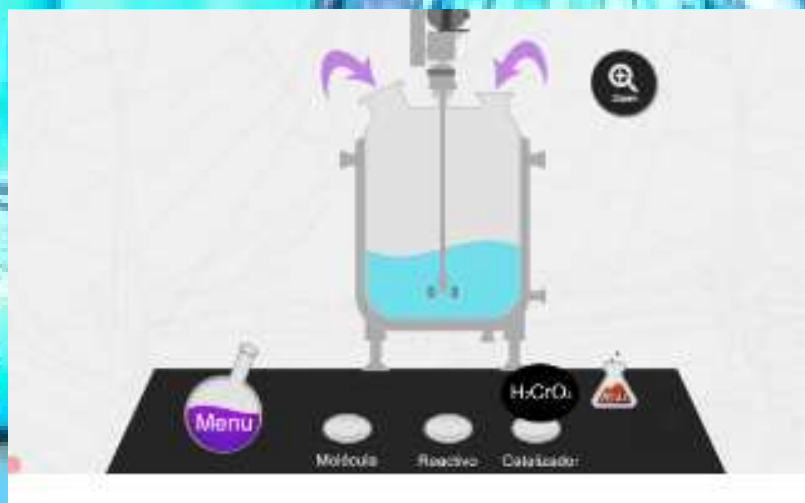 Zoom
H₂CrO₄
Menu
Molécula
Reactivo
Catalizador